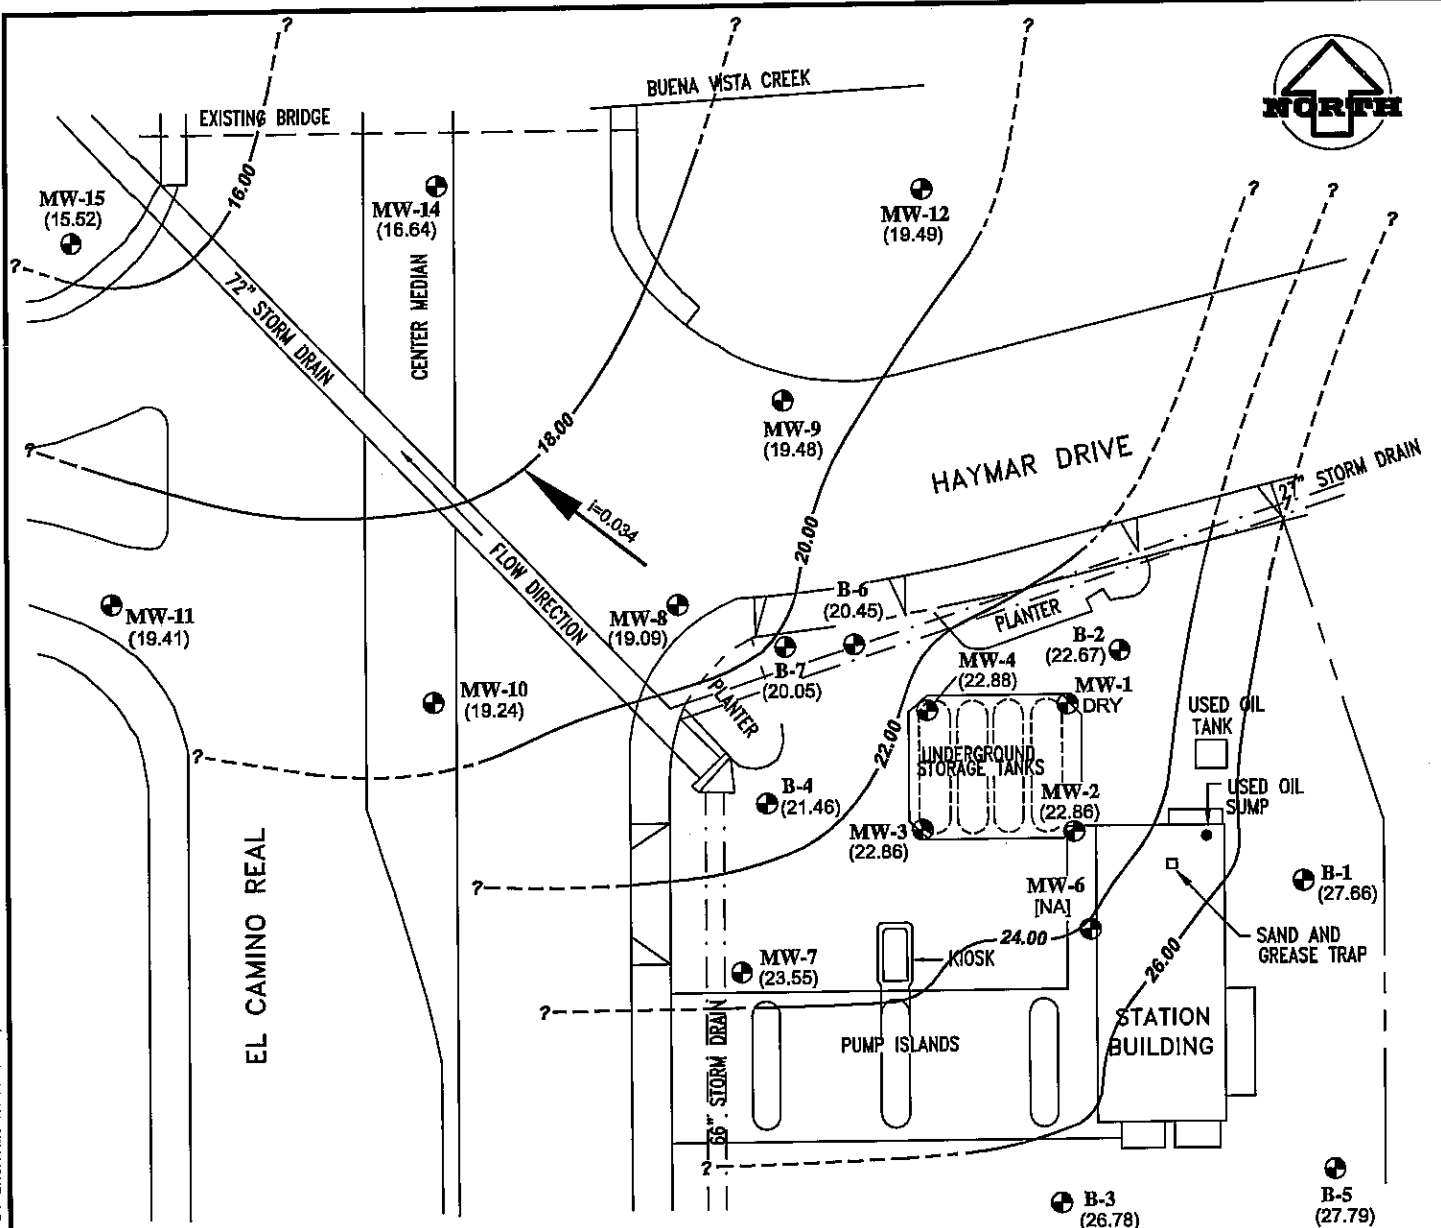 ?
?
?
BUENA VISTA CREEK
EXISTING BRIDGE
NORTH
MW-15
(15.52)
16.00
MW-14
(16.64)
MW-12
(19.49)
?
?
?
?
72" STORM DRAIN
CENTER MEDIAN
18.00
MW-9
(19.48)
HAYMAR DRIVE
?
27" STORM DRAIN
i=0.034
20.00
FLOW DIRECTION
MW-11
(19.41)
MW-8
(19.09)
B-6
(20.45)
PLANTER
B-2
(22.67)
B-7
(20.05)
MW-4
(22.88)
MW-1
DRY
MW-10
(19.24)
PLANTER
USED OIL
TANK
22.00
UNDERGROUND
STORAGE TANKS
?
B-4
(21.46)
MW-2
(22.86)
USED OIL
SUMP
MW-3
(22.86)
?
MW-6
[NA]
B-1
(27.66)
EL CAMINO REAL
24.00
SAND AND
GREASE TRAP
KIOSK
26.00
MW-7
(23.55)
?
STATION
BUILDING
PUMP ISLANDS
66" STORM DRAIN
?
B-3
(26.78)
B-5
(27.79)